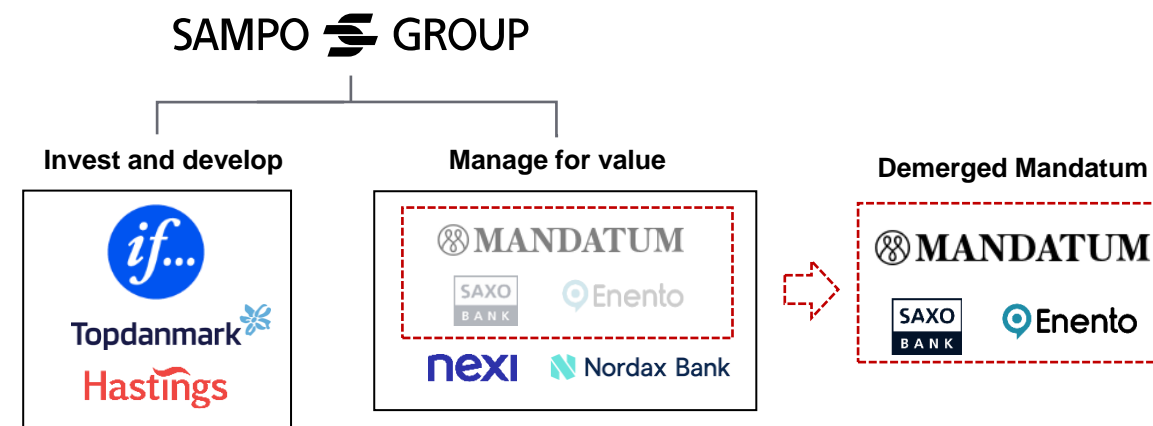 SAMPO GROUP
Invest and develop
Manage for value
Demerged Mandatum
if...
Topdanmark
Hastings
MANDATUM
SAXO
BANK
Enento
nexi
Nordax Bank
MANDATUM
SAXO
BANK
Enento